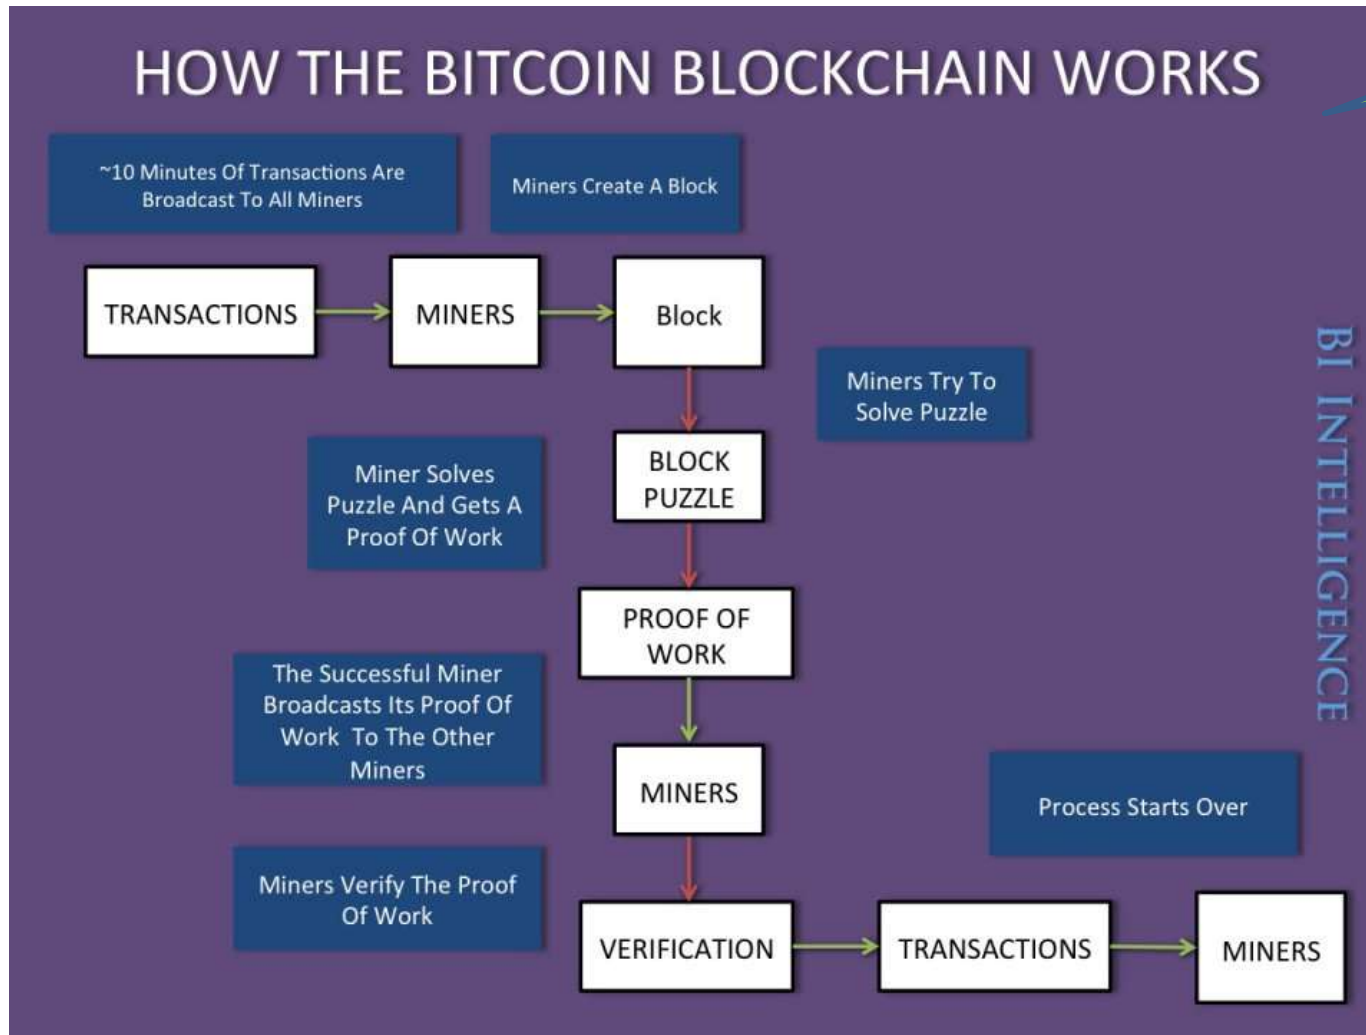 HOW THE BITCOIN BLOCKCHAIN WORKS
~10 Minutes Of Transactions Are
Broadcast To All Miners
Miners Create A Block
TRANSACTIONS
MINERS
Block
Miners Try To
Solve Puzzle
BLOCK
PUZZLE
Miner Solves
Puzzle And Gets A
Proof Of Work
PROOF OF
WORK
The Successful Miner
Broadcasts Its Proof Of
Work To The Other
Miners
MINERS
Process Starts Over
Miners Verify The Proof
Of Work
VERIFICATION
TRANSACTIONS
MINERS
BI INTELLIGENCE